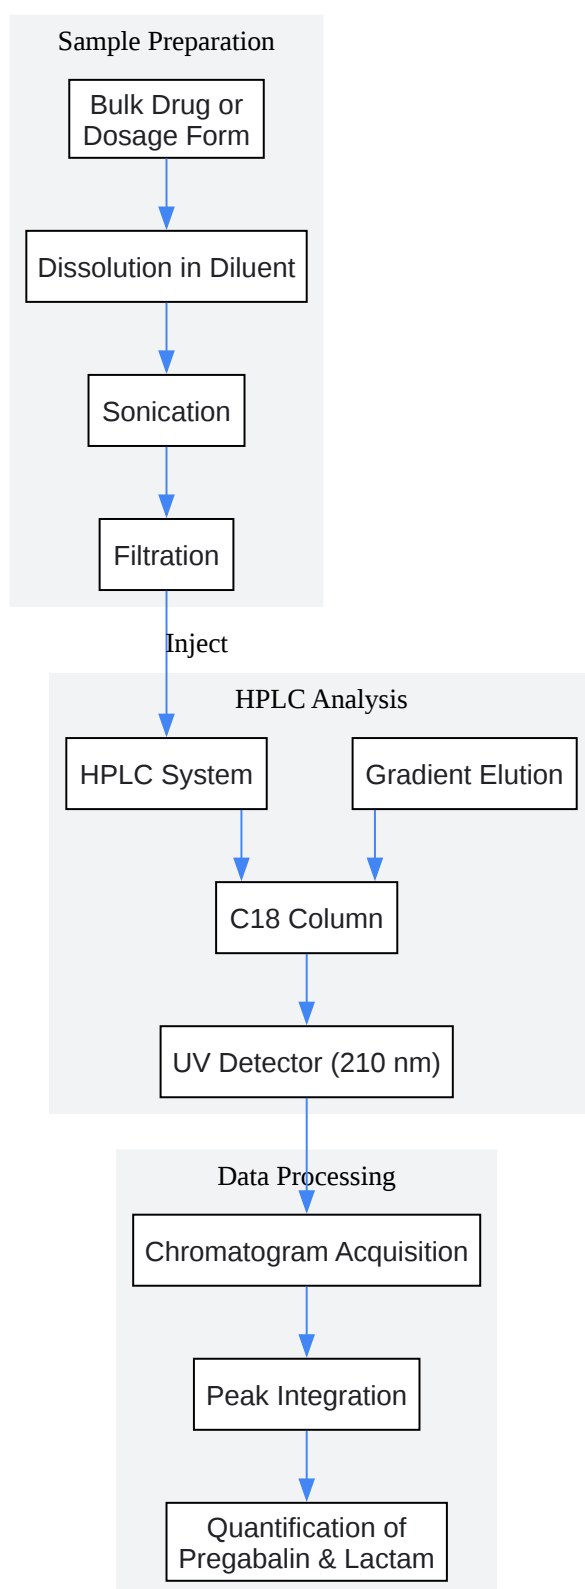 Sample Preparation
Bulk Drug or
Dosage Form
Dissolution in Diluent
Sonication
Filtration
Inject
HPLC Analysis
HPLC System
Gradient Elution
C18 Column
UV Detector (210 nm)
Data Processing
Chromatogram Acquisition
Peak Integration
Quantification of
Pregabalin & Lactam